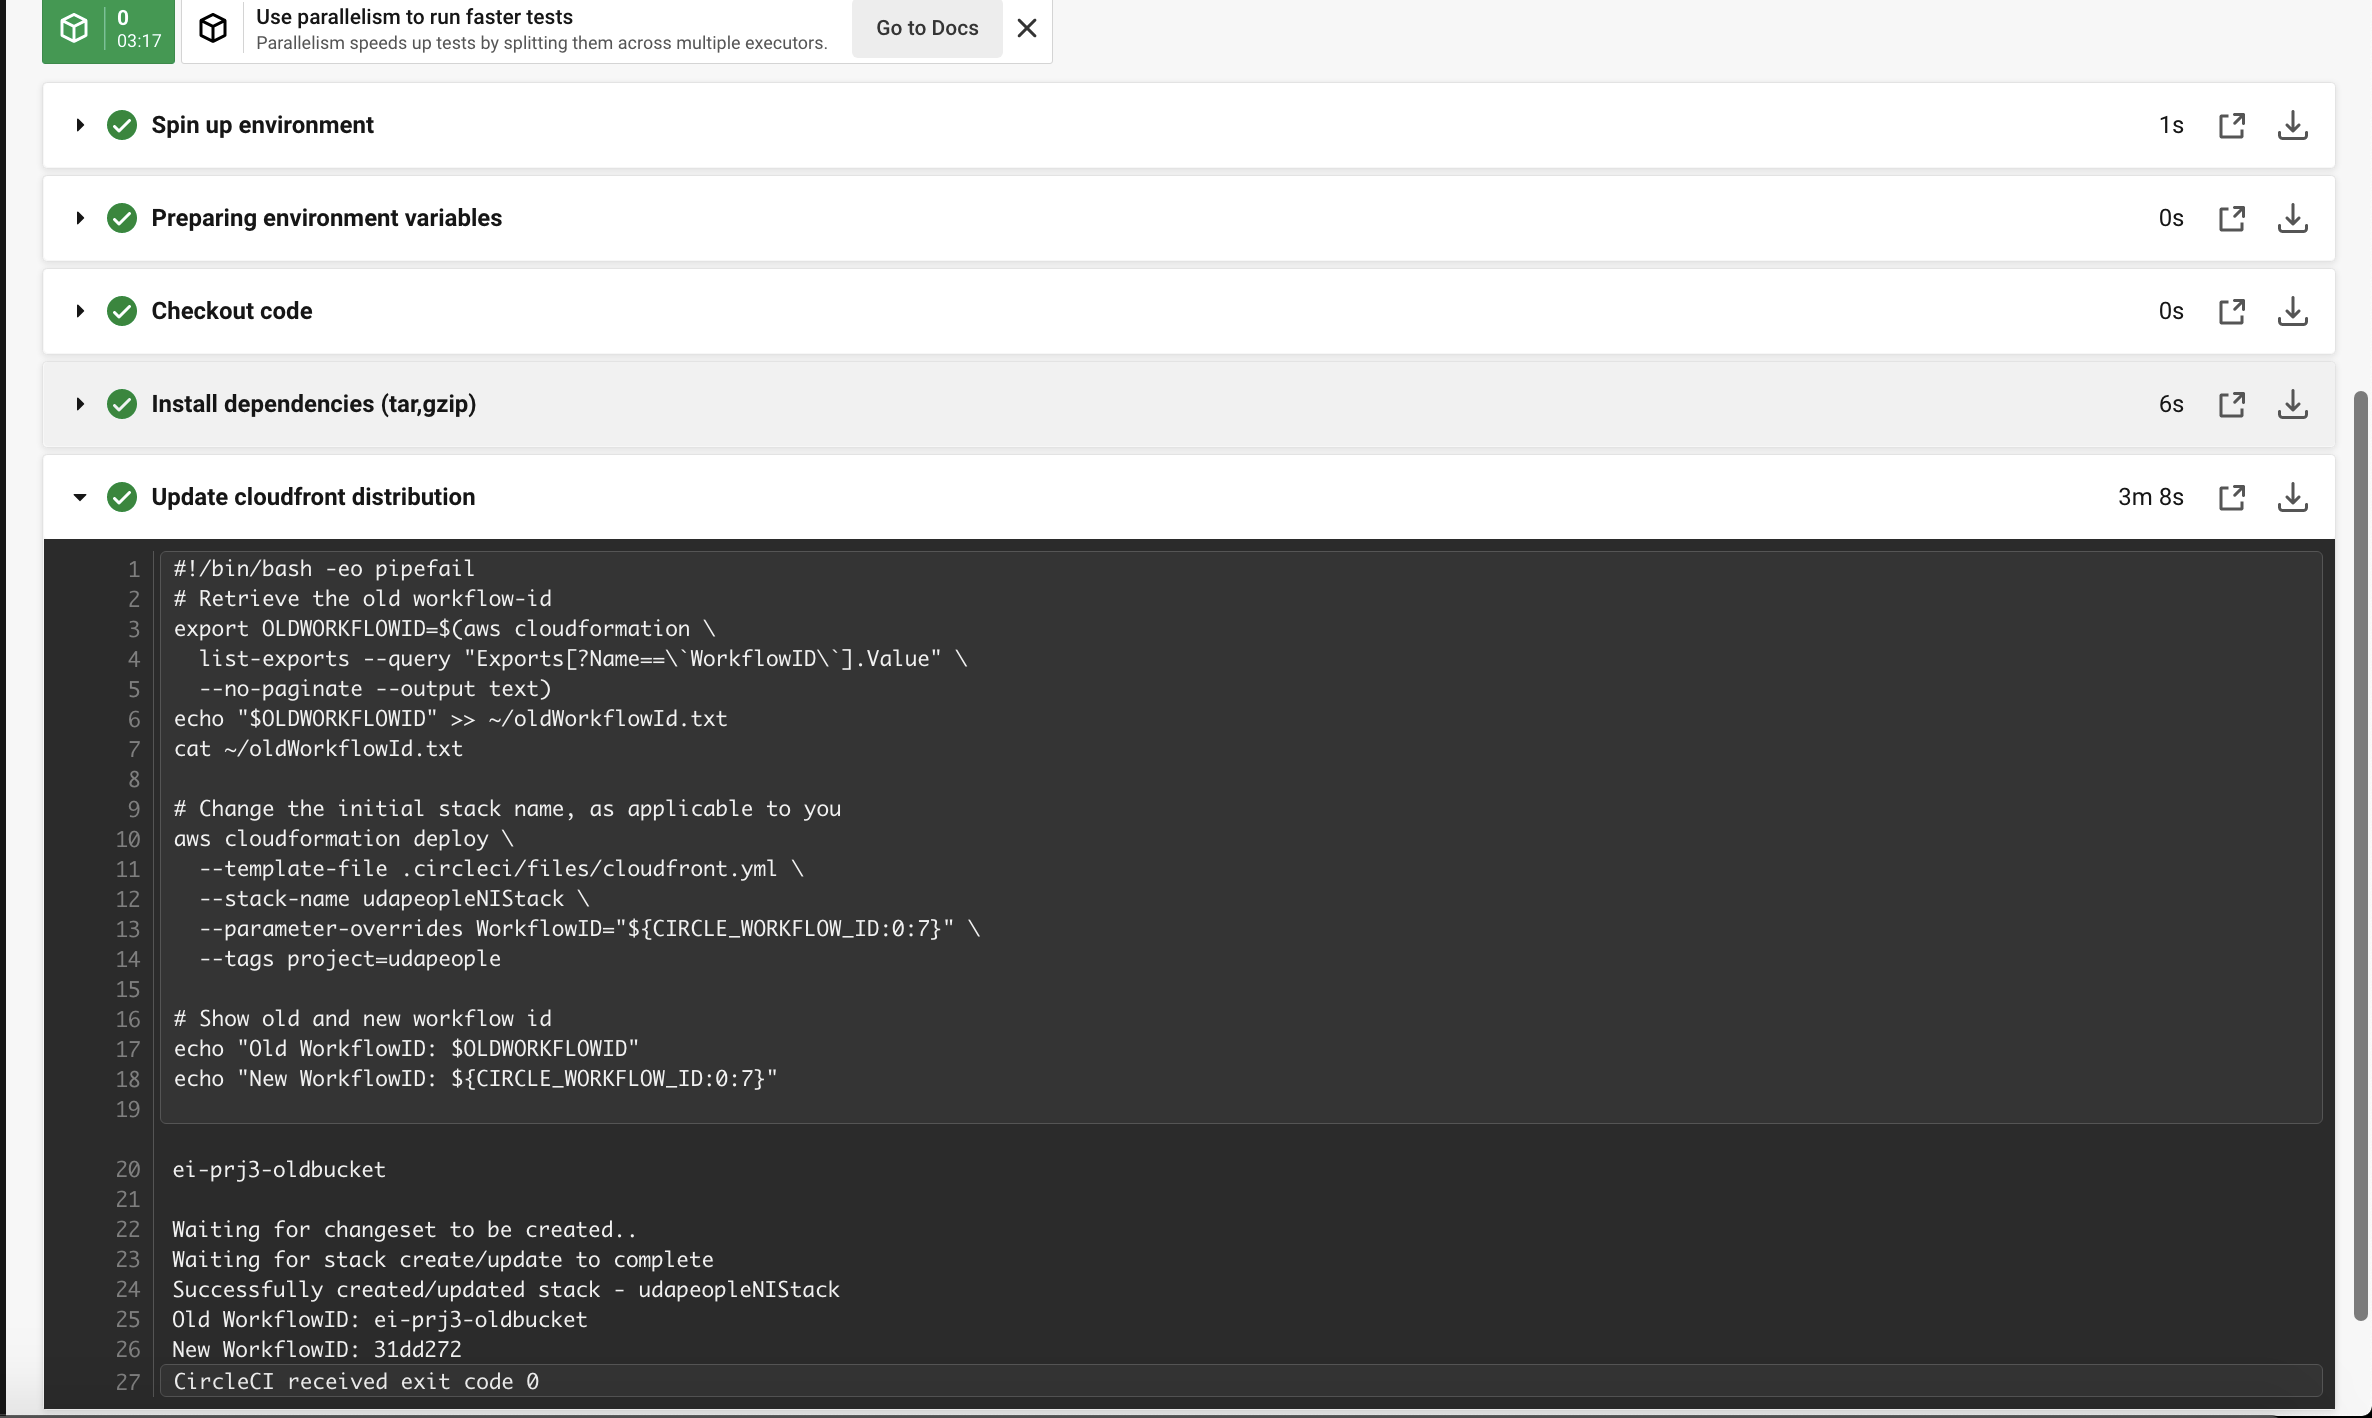 0
03:17
Use parallelism to run faster tests
Parallelism speeds up tests by splitting them across multiple executors.
Go to Docs
Spin up environment 1s
Preparing environment variables 0s
Checkout code 0s
Install dependencies (tar,gzip) 6s
Update cloudfront distribution 3m 8s
1 #!/bin/bash -eo pipefail
2 # Retrieve the old workflow-id
3 export OLDWORKFLOWID=$(aws cloudformation \
4   list-exports --query "Exports[?Name==\`WorkflowID\`].Value" \
5   --no-paginate --output text)
6 echo "$OLDWORKFLOWID" >> ~/oldWorkflowId.txt
7 cat ~/oldWorkflowId.txt
8
9 # Change the initial stack name, as applicable to you
10 aws cloudformation deploy \
11   --template-file .circleci/files/cloudfront.yml \
12   --stack-name udapeopleNIStack \
13   --parameter-overrides WorkflowID="${CIRCLE_WORKFLOW_ID:0:7}" \
14   --tags project=udapeople
15
16 # Show old and new workflow id
17 echo "Old WorkflowID: $OLDWORKFLOWID"
18 echo "New WorkflowID: ${CIRCLE_WORKFLOW_ID:0:7}"
19
20 ei-prj3-oldbucket
21
22 Waiting for changeset to be created..
23 Waiting for stack create/update to complete
24 Successfully created/updated stack - udapeopleNIStack
25 Old WorkflowID: ei-prj3-oldbucket
26 New WorkflowID: 31dd272
27 CircleCI received exit code 0